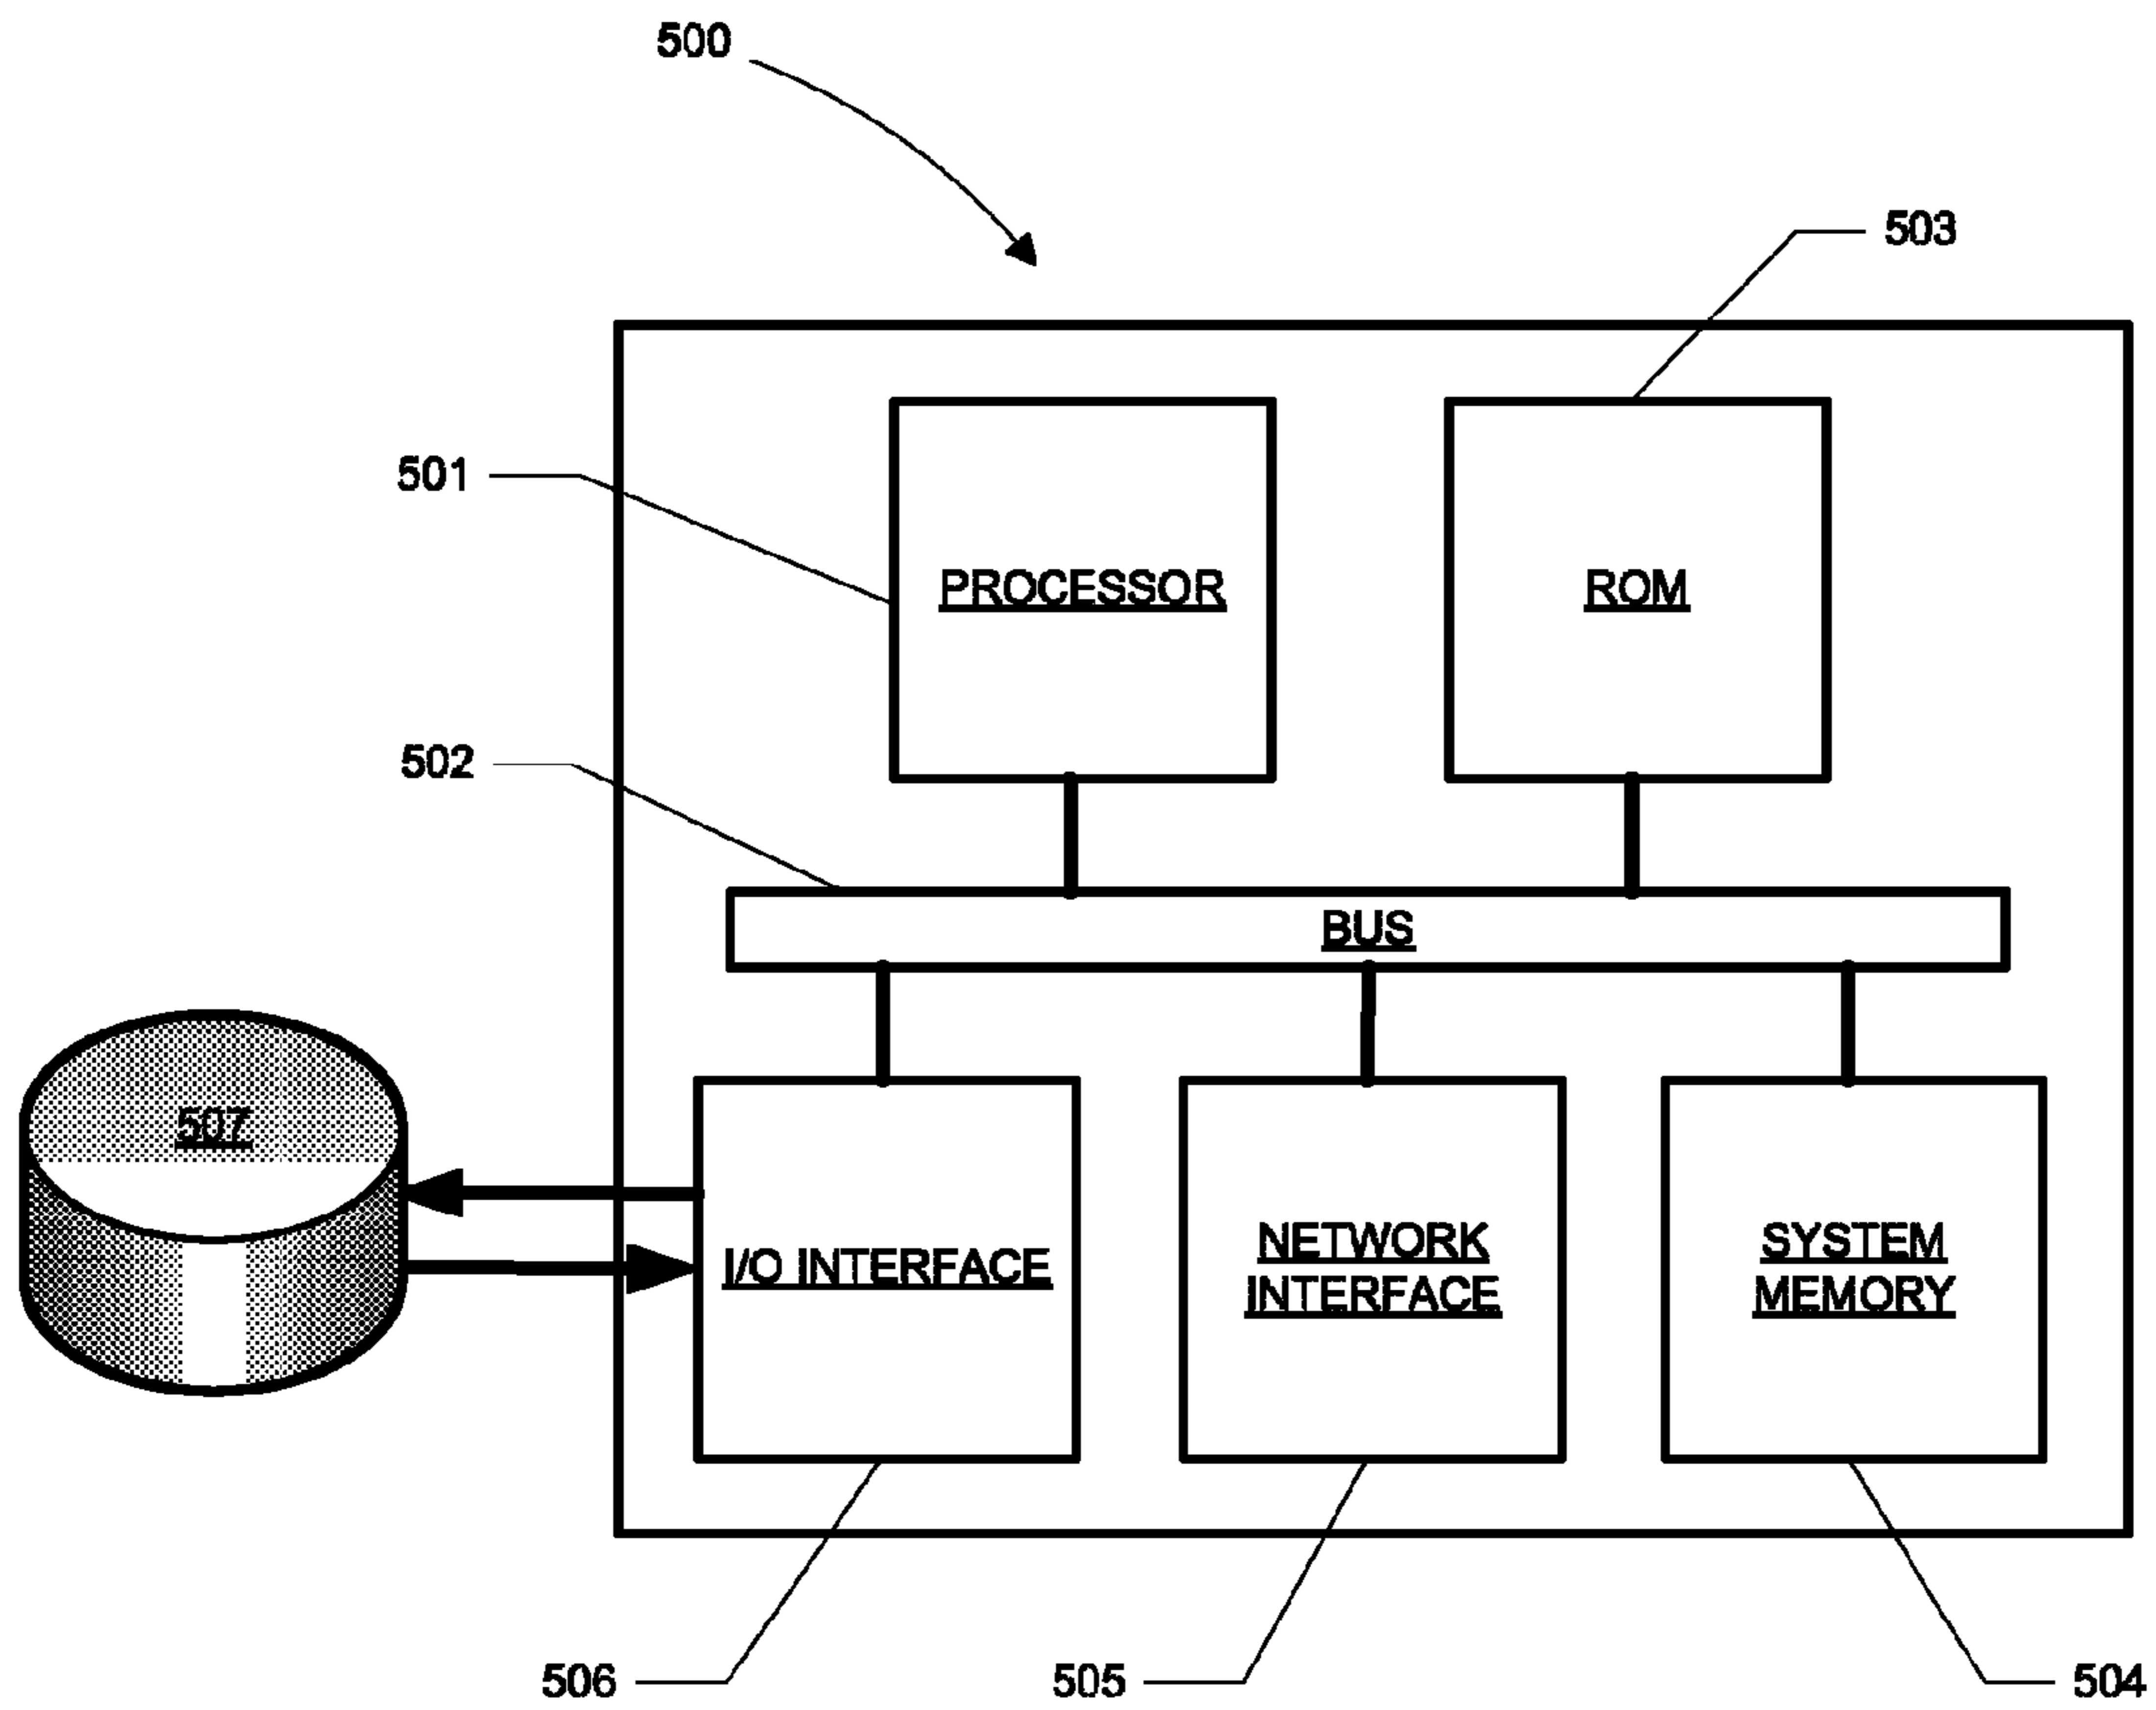 500
503
501
PROCESSOR
ROM
502
BUS
507
I/O INTERFACE
NETWORK
INTERFACE
SYSTEM
MEMORY
506
505
504